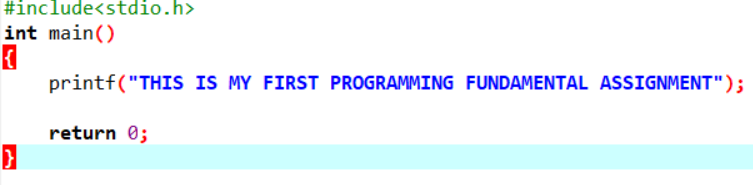 #include<stdio.h>
int main()
{
    printf("THIS IS MY FIRST PROGRAMMING FUNDAMENTAL ASSIGNMENT");
    return 0;
}